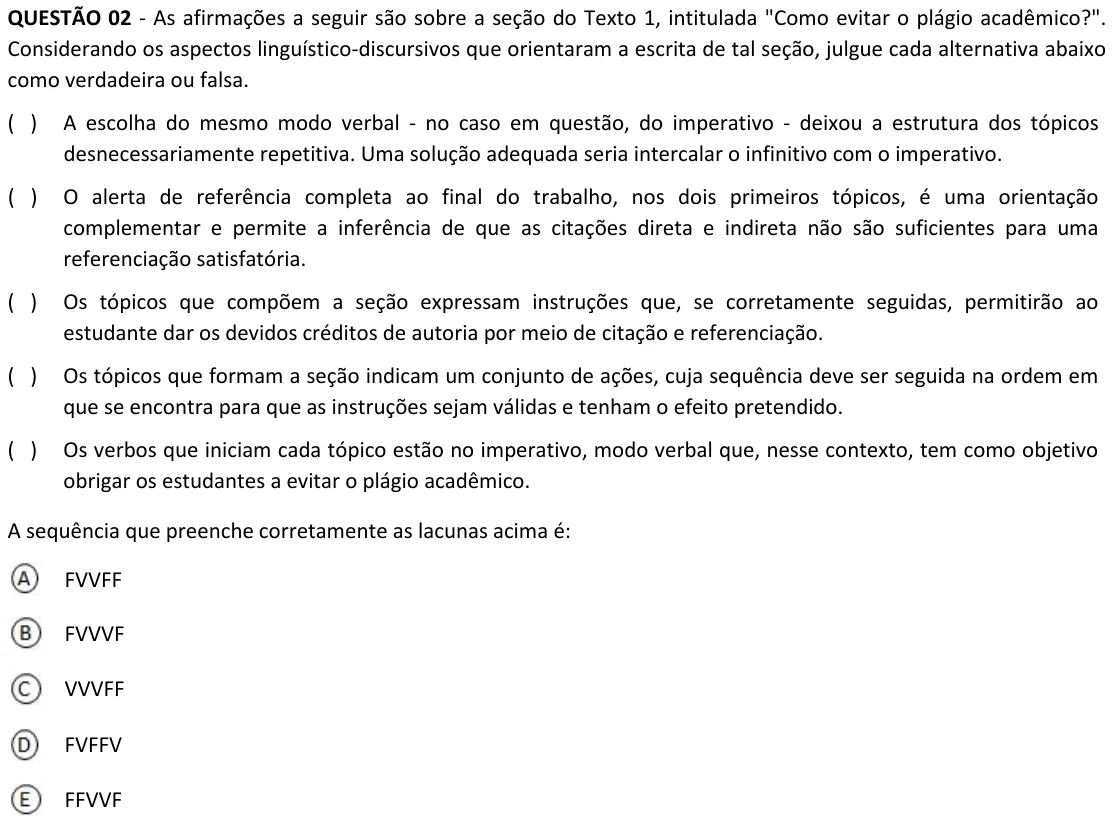 QUESTÃO 02 - As afirmações a seguir são sobre a seção do Texto 1, intitulada "Como evitar o plágio acadêmico?".
Considerando os aspectos linguístico-discursivos que orientaram a escrita de tal seção, julgue cada alternativa abaixo
como verdadeira ou falsa.
( ) A escolha do mesmo modo verbal - no caso em questão, do imperativo - deixou a estrutura dos tópicos
desnecessariamente repetitiva. Uma solução adequada seria intercalar o infinitivo com o imperativo.
( ) O alerta de referência completa ao final do trabalho, nos dois primeiros tópicos, é uma orientação
complementar e permite a inferência de que as citações direta e indireta não são suficientes para uma
referenciação satisfatória.
( ) Os tópicos que compõem a seção expressam instruções que, se corretamente seguidas, permitirão ao
estudante dar os devidos créditos de autoria por meio de citação e referenciação.
( ) Os tópicos que formam a seção indicam um conjunto de ações, cuja sequência deve ser seguida na ordem em
que se encontra para que as instruções sejam válidas e tenham o efeito pretendido.
( ) Os verbos que iniciam cada tópico estão no imperativo, modo verbal que, nesse contexto, tem como objetivo
obrigar os estudantes a evitar o plágio acadêmico.
A sequência que preenche corretamente as lacunas acima é:
A FVVFF
B FVVVF
C VVVFF
D FVFFV
E FFVVF